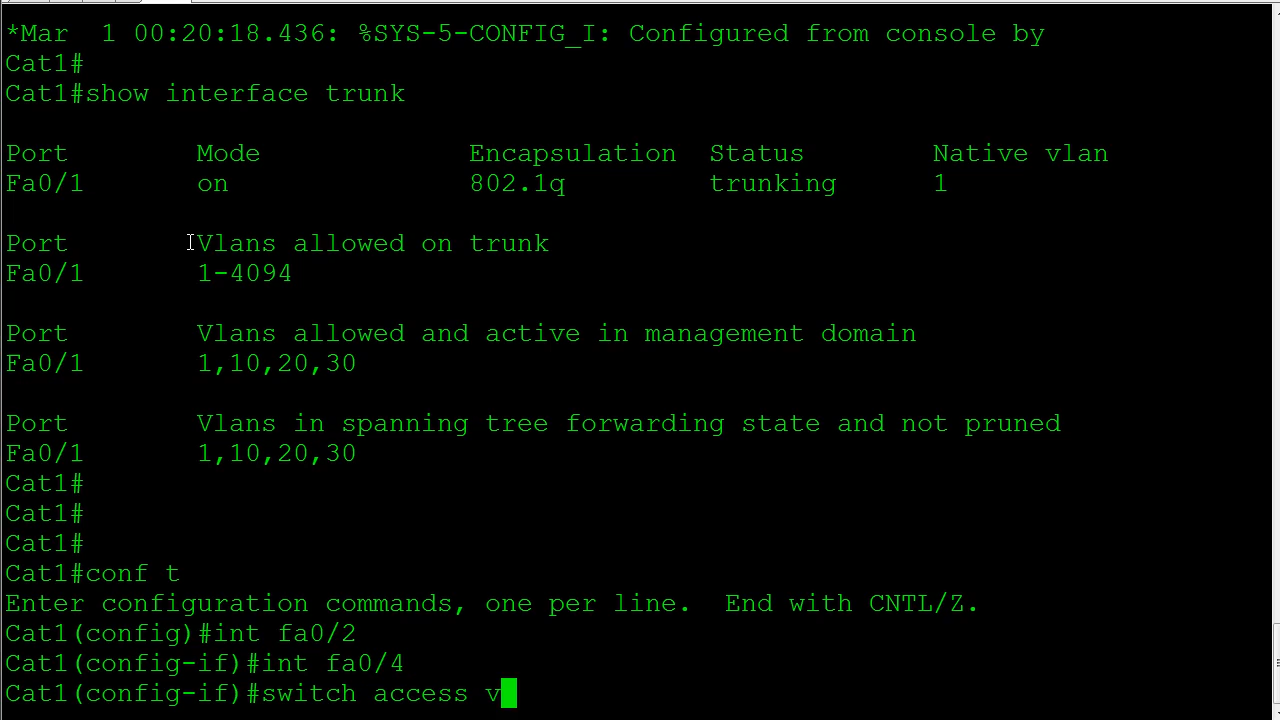 *Mar  1 00:20:18.436: %SYS-5-CONFIG_I: Configured from console by
Cat1#
Cat1#show interface trunk
Port        Mode             Encapsulation  Status        Native vlan
Fa0/1       on               802.1q         trunking      1
Port        Vlans allowed on trunk
Fa0/1       1-4094
Port        Vlans allowed and active in management domain
Fa0/1       1,10,20,30
Port        Vlans in spanning tree forwarding state and not pruned
Fa0/1       1,10,20,30
Cat1#
Cat1#
Cat1#
Cat1#conf t
Enter configuration commands, one per line.  End with CNTL/Z.
Cat1(config)#int fa0/2
Cat1(config-if)#int fa0/4
Cat1(config-if)#switch access v